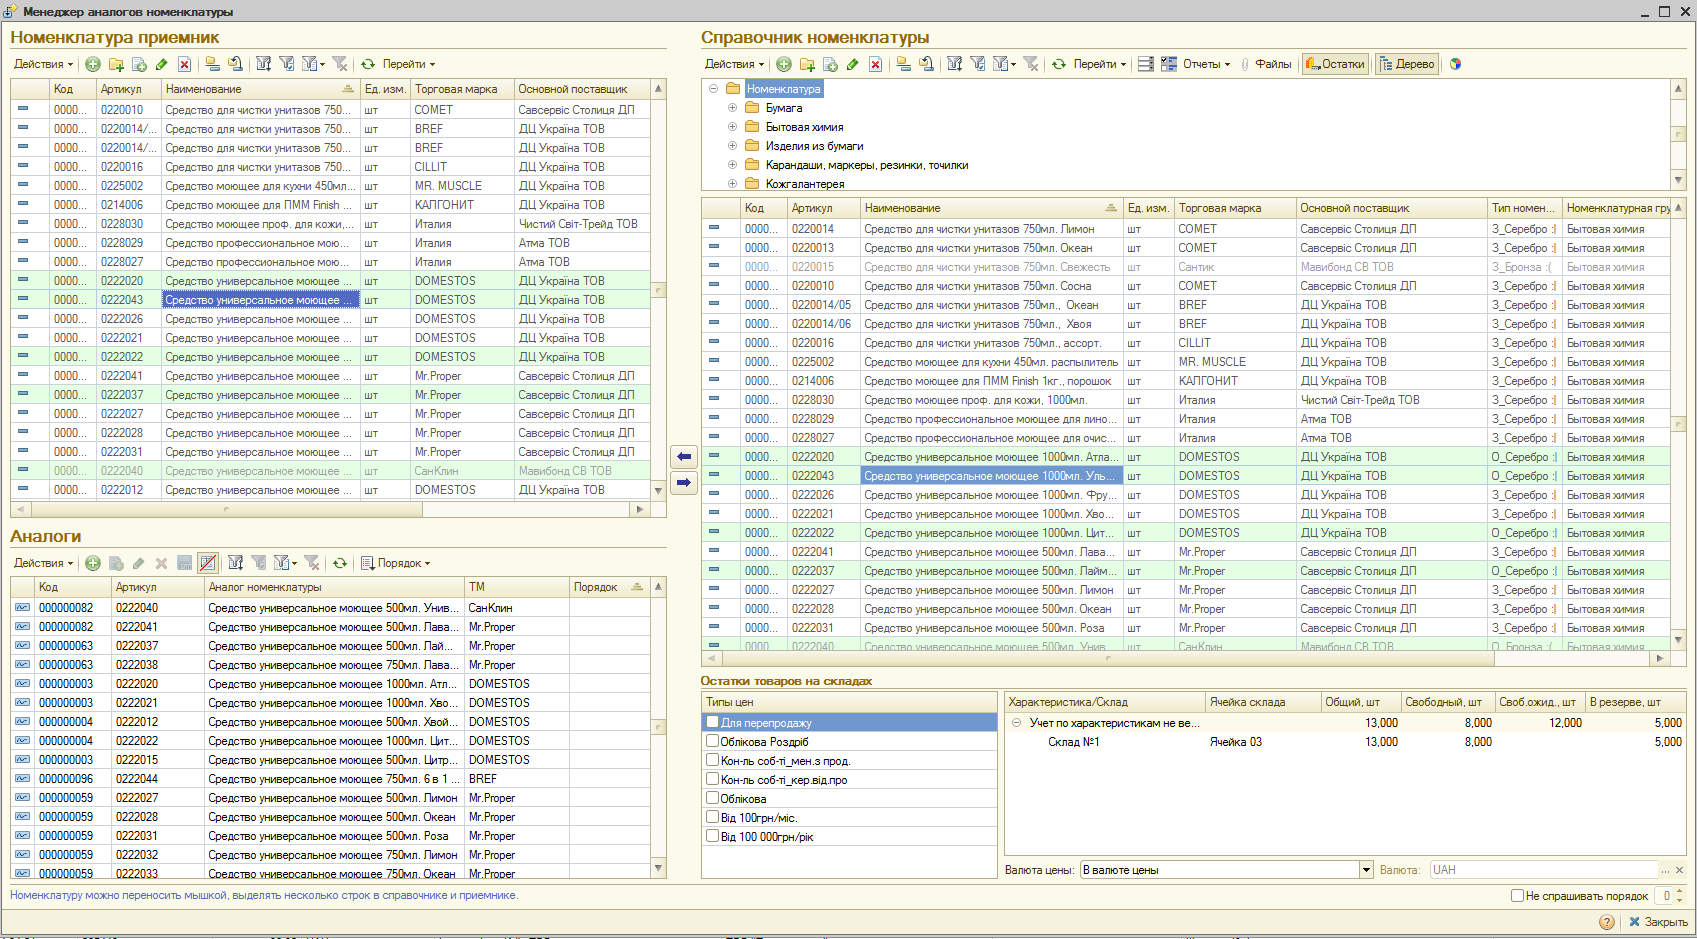 Менеджер аналогов номенклатуры
Номенклатура приемник
Действия Перейти
Код Артикул Наименование Ед. изм. Торговая марка Основной поставщик
0000... 0220010 Средство для чистки унитазов 750... шт COMET Савсервіс Столиця ДП
0000... 0220014/... Средство для чистки унитазов 750... шт BREF ДЦ Україна ТОВ
0000... 0220014/... Средство для чистки унитазов 750... шт BREF ДЦ Україна ТОВ
0000... 0220016 Средство для чистки унитазов 750... шт CILLIT ДЦ Україна ТОВ
0000... 0225002 Средство моющее для кухни 450мл... шт MR. MUSCLE ДЦ Україна ТОВ
0000... 0214006 Средство моющее для ПММ Finish ... шт КАЛГОНИТ ДЦ Україна ТОВ
0000... 0228030 Средство моющее проф. для кожи,... шт Италия Чистий Світ-Трейд ТОВ
0000... 0228029 Средство профессиональное мою... шт Италия Атма ТОВ
0000... 0228027 Средство профессиональное мою... шт Италия Атма ТОВ
0000... 0222020 Средство универсальное моющее ... шт DOMESTOS ДЦ Україна ТОВ
0000... 0222043 Средство универсальное моющее ... шт DOMESTOS ДЦ Україна ТОВ
0000... 0222026 Средство универсальное моющее ... шт DOMESTOS ДЦ Україна ТОВ
0000... 0222021 Средство универсальное моющее ... шт DOMESTOS ДЦ Україна ТОВ
0000... 0222022 Средство универсальное моющее ... шт DOMESTOS ДЦ Україна ТОВ
0000... 0222041 Средство универсальное моющее ... шт Mr.Proper Савсервіс Столиця ДП
0000... 0222037 Средство универсальное моющее ... шт Mr.Proper Савсервіс Столиця ДП
0000... 0222027 Средство универсальное моющее ... шт Mr.Proper Савсервіс Столиця ДП
0000... 0222028 Средство универсальное моющее ... шт Mr.Proper Савсервіс Столиця ДП
0000... 0222031 Средство универсальное моющее ... шт Mr.Proper Савсервіс Столиця ДП
0000... 0222040 Средство универсальное моющее ... шт СанКлин Мавибонд СВ ТОВ
0000... 0222012 Средство универсальное моющее ... шт DOMESTOS ДЦ Україна ТОВ
Аналоги
Действия Порядок
Код Артикул Аналог номенклатуры ТМ Порядок
000000082 0222040 Средство универсальное моющее 500мл. Унив... СанКлин
000000082 0222041 Средство универсальное моющее 500мл. Лава... Mr.Proper
000000063 0222037 Средство универсальное моющее 500мл. Лай... Mr.Proper
000000063 0222038 Средство универсальное моющее 750мл. Лава... Mr.Proper
000000003 0222020 Средство универсальное моющее 1000мл. Атл... DOMESTOS
000000003 0222021 Средство универсальное моющее 1000мл. Хво... DOMESTOS
000000004 0222012 Средство универсальное моющее 500мл. Хвой... DOMESTOS
000000004 0222022 Средство универсальное моющее 1000мл. Цит... DOMESTOS
000000003 0222015 Средство универсальное моющее 500мл. Цитр... DOMESTOS
000000096 0222044 Средство универсальное моющее 750мл. 6 в 1 ... BREF
000000059 0222027 Средство универсальное моющее 500мл. Лимон Mr.Proper
000000059 0222028 Средство универсальное моющее 500мл. Океан Mr.Proper
000000059 0222031 Средство универсальное моющее 500мл. Роза Mr.Proper
000000059 0222032 Средство универсальное моющее 750мл. Лимон Mr.Proper
000000059 0222033 Средство универсальное моющее 750мл. Океан Mr.Proper
Номенклатуру можно переносить мышкой, выделять несколько строк в справочнике и приемнике.
Справочник номенклатуры
Действия Перейти Отчеты Файлы Остатки Дерево
Номенклатура
Бумага
Бытовая химия
Изделия из бумаги
Карандаши, маркеры, резинки, точилки
Кожгалантерея
Код Артикул Наименование Ед. изм. Торговая марка Основной поставщик Тип номен... Номенклатурная гру
0000... 0220014 Средство для чистки унитазов 750мл. Лимон шт COMET Савсервіс Столиця ДП З_Серебро :| Бытовая химия
0000... 0220013 Средство для чистки унитазов 750мл. Океан шт COMET Савсервіс Столиця ДП З_Серебро :| Бытовая химия
0000... 0220015 Средство для чистки унитазов 750мл. Свежесть шт Сантик Мавибонд СВ ТОВ З_Бронза :( Бытовая химия
0000... 0220010 Средство для чистки унитазов 750мл. Сосна шт COMET Савсервіс Столиця ДП З_Серебро :| Бытовая химия
0000... 0220014/05 Средство для чистки унитазов 750мл., Океан шт BREF ДЦ Україна ТОВ З_Серебро :| Бытовая химия
0000... 0220014/06 Средство для чистки унитазов 750мл., Хвоя шт BREF ДЦ Україна ТОВ З_Серебро :| Бытовая химия
0000... 0220016 Средство для чистки унитазов 750мл., ассорт. шт CILLIT ДЦ Україна ТОВ З_Серебро :| Бытовая химия
0000... 0225002 Средство моющее для кухни 450мл. распылитель шт MR. MUSCLE ДЦ Україна ТОВ З_Серебро :| Бытовая химия
0000... 0214006 Средство моющее для ПММ Finish 1кг., порошок шт КАЛГОНИТ ДЦ Україна ТОВ З_Серебро :| Бытовая химия
0000... 0228030 Средство моющее проф. для кожи, 1000мл. шт Италия Чистий Світ-Трейд ТОВ З_Серебро :| Бытовая химия
0000... 0228029 Средство профессиональное моющее для лино... шт Италия Атма ТОВ З_Серебро :| Бытовая химия
0000... 0228027 Средство профессиональное моющее для очис... шт Италия Атма ТОВ З_Серебро :| Бытовая химия
0000... 0222020 Средство универсальное моющее 1000мл. Атла... шт DOMESTOS ДЦ Україна ТОВ О_Серебро :| Бытовая химия
0000... 0222043 Средство универсальное моющее 1000мл. Уль... шт DOMESTOS ДЦ Україна ТОВ О_Серебро :| Бытовая химия
0000... 0222026 Средство универсальное моющее 1000мл. Фру... шт DOMESTOS ДЦ Україна ТОВ З_Серебро :| Бытовая химия
0000... 0222021 Средство универсальное моющее 1000мл. Хво... шт DOMESTOS ДЦ Україна ТОВ З_Серебро :| Бытовая химия
0000... 0222022 Средство универсальное моющее 1000мл. Цит... шт DOMESTOS ДЦ Україна ТОВ О_Серебро :| Бытовая химия
0000... 0222041 Средство универсальное моющее 500мл. Лава... шт Mr.Proper Савсервіс Столиця ДП З_Серебро :| Бытовая химия
0000... 0222037 Средство универсальное моющее 500мл. Лайм... шт Mr.Proper Савсервіс Столиця ДП О_Серебро :| Бытовая химия
0000... 0222027 Средство универсальное моющее 500мл. Лимон шт Mr.Proper Савсервіс Столиця ДП З_Серебро :| Бытовая химия
0000... 0222028 Средство универсальное моющее 500мл. Океан шт Mr.Proper Савсервіс Столиця ДП З_Серебро :| Бытовая химия
0000... 0222031 Средство универсальное моющее 500мл. Роза шт Mr.Proper Савсервіс Столиця ДП З_Серебро :| Бытовая химия
0000... 0222040 Средство универсальное моющее 500мл. Унив... шт СанКлин Мавибонд СВ ТОВ О_Бронза :( Бытовая химия
Остатки товаров на складах
Типы цен
Для перепродажу
Облікова Роздріб
Кон-ль соб-ті_мен.з прод.
Кон-ль соб-ті_кер.від.про
Облікова
Від 100грн/міс.
Від 100 000грн/рік
Характеристика/Склад Ячейка склада Общий, шт Свободный, шт Своб.ожид., шт В резерве, шт
Учет по характеристикам не ве... 13,000 8,000 12,000 5,000
Склад №1 Ячейка 03 13,000 8,000 5,000
Валюта цены: В валюте цены Валюта: UAH ...
Не спрашивать порядок 0
? Закрыть